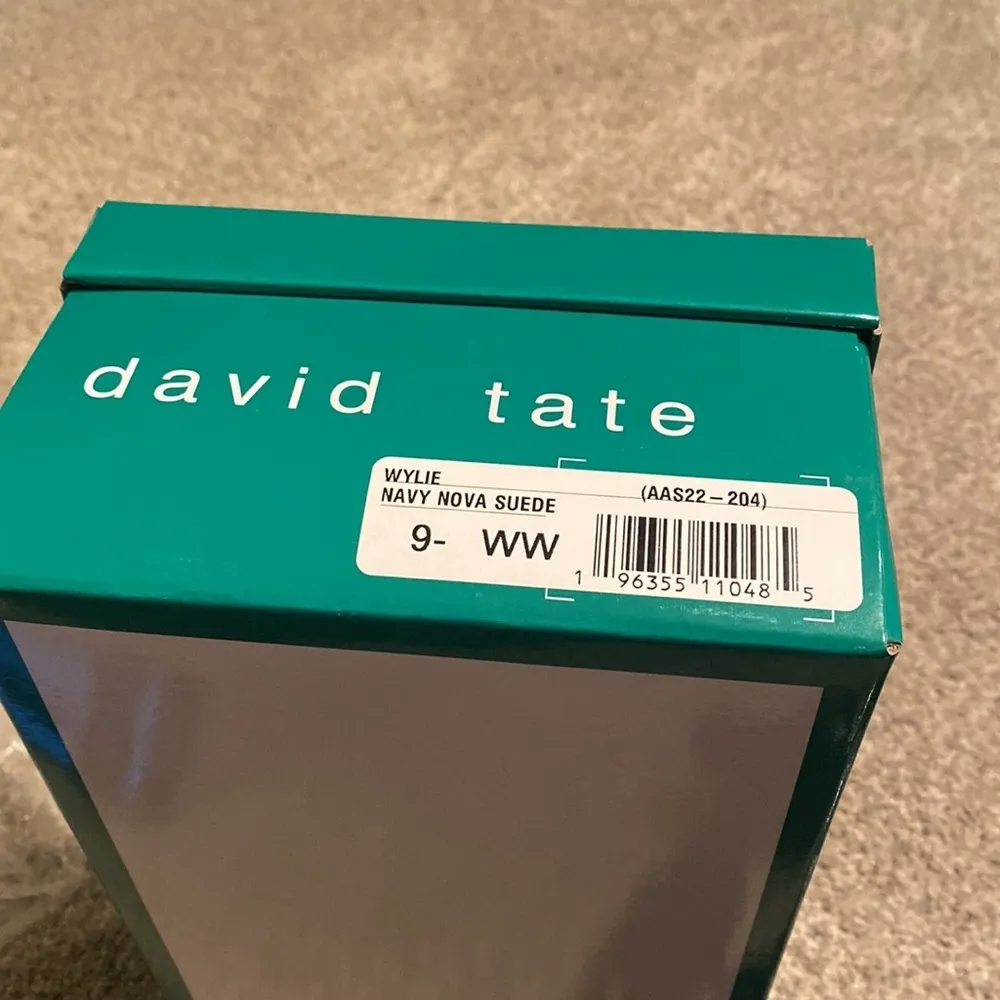 david tate
WYLIE
NAVY NOVA SUEDE
(AAS22-204)
9- WW
1 96355 11048 5